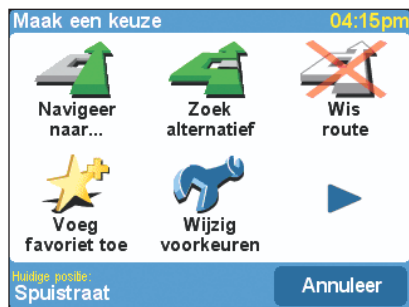 Maak een keuze 04:15pm
Navigeer
naar...
Zoek
alternatief
Wis
route
Voeg
favoriet toe
Wijzig
voorkeuren
Huidige positie:
Spuistraat
Annuleer